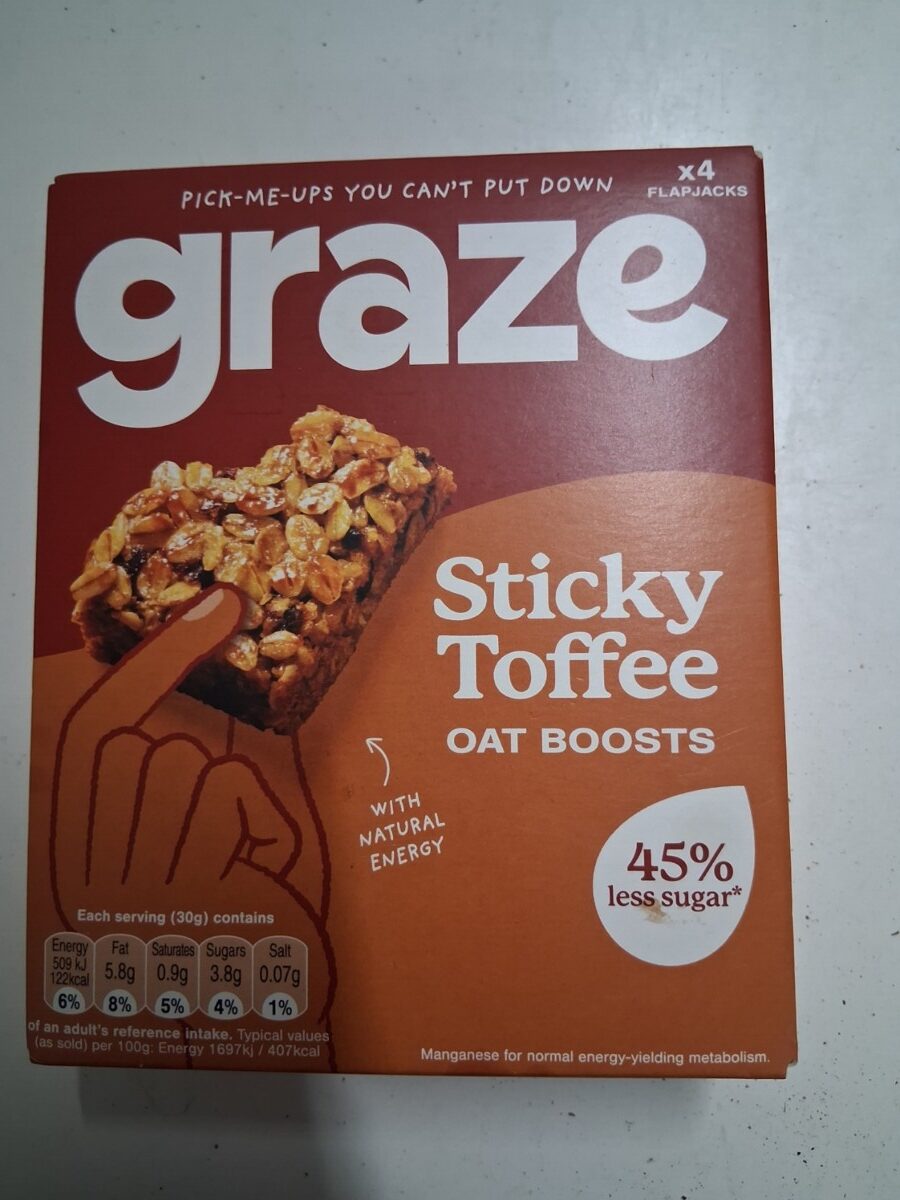 PICK-ME-UPS YOU CAN'T PUT DOWN
x4
FLAPJACKS
graze
Sticky
Toffee
OAT BOOSTS
WITH
NATURAL
ENERGY
45%
less sugar*
Each serving (30g) contains
Energy Fat Saturates Sugars Salt
509 kJ
122kcal 5.8g 0.9g 3.8g 0.07g
6% 8% 5% 4% 1%
of an adult's reference intake. Typical values
(as sold) per 100g: Energy 1697kj / 407kcal
Manganese for normal energy-yielding metabolism.